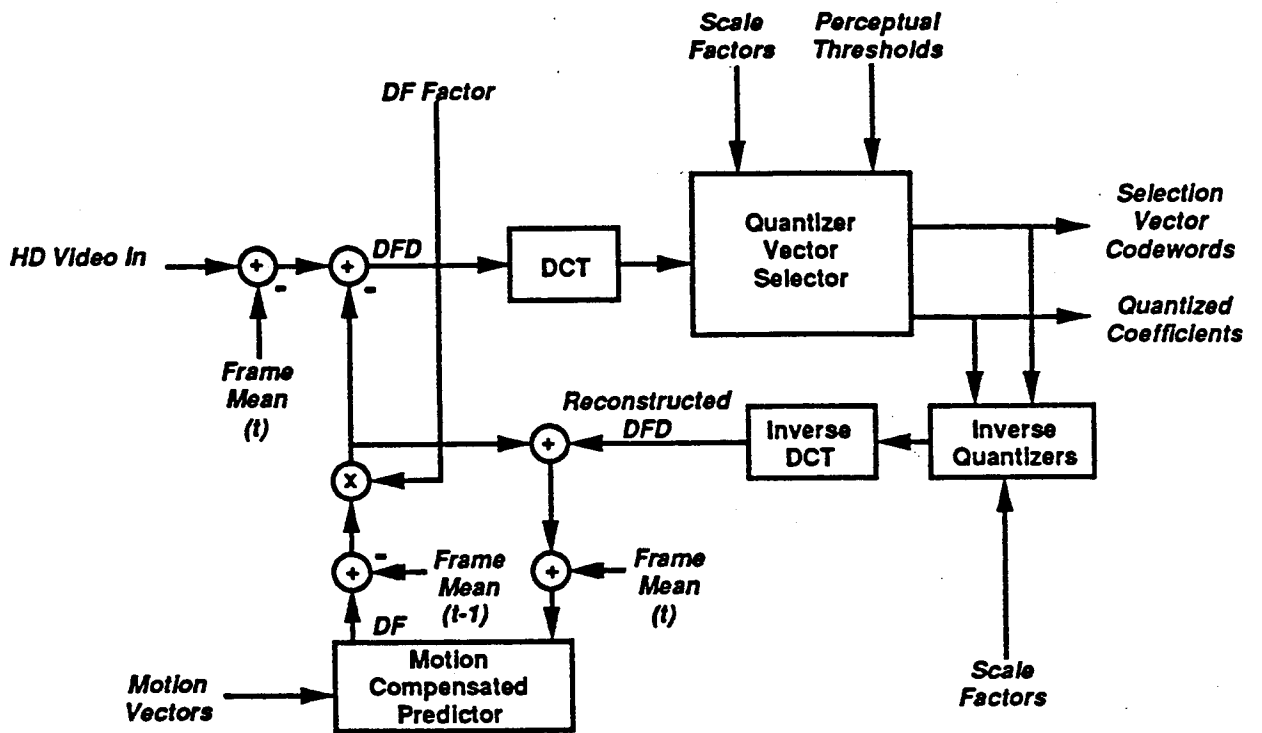 Scale
Factors
Perceptual
Thresholds
DF Factor
HD Video In
+
-
+
-
DFD
DCT
Quantizer
Vector
Selector
Selection
Vector
Codewords
Quantized
Coefficients
Frame
Mean
(t)
Reconstructed
DFD
+
Inverse
DCT
Inverse
Quantizers
x
-
+
Frame
Mean
(t-1)
+
Frame
Mean
(t)
DF
Motion
Compensated
Predictor
Motion
Vectors
Scale
Factors